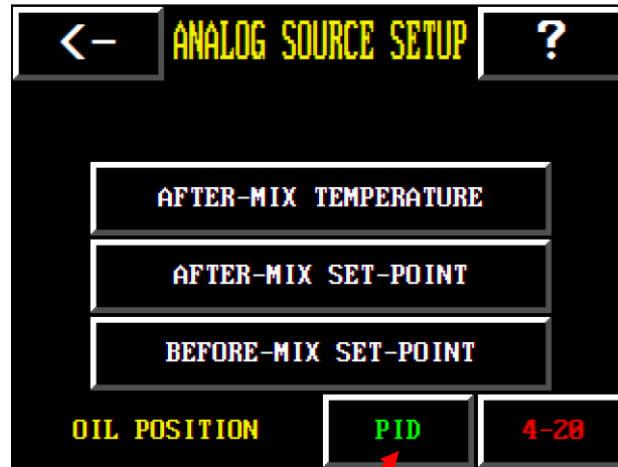 <- ANALOG SOURCE SETUP ?
AFTER-MIX TEMPERATURE
AFTER-MIX SET-POINT
BEFORE-MIX SET-POINT
OIL POSITION PID 4-20